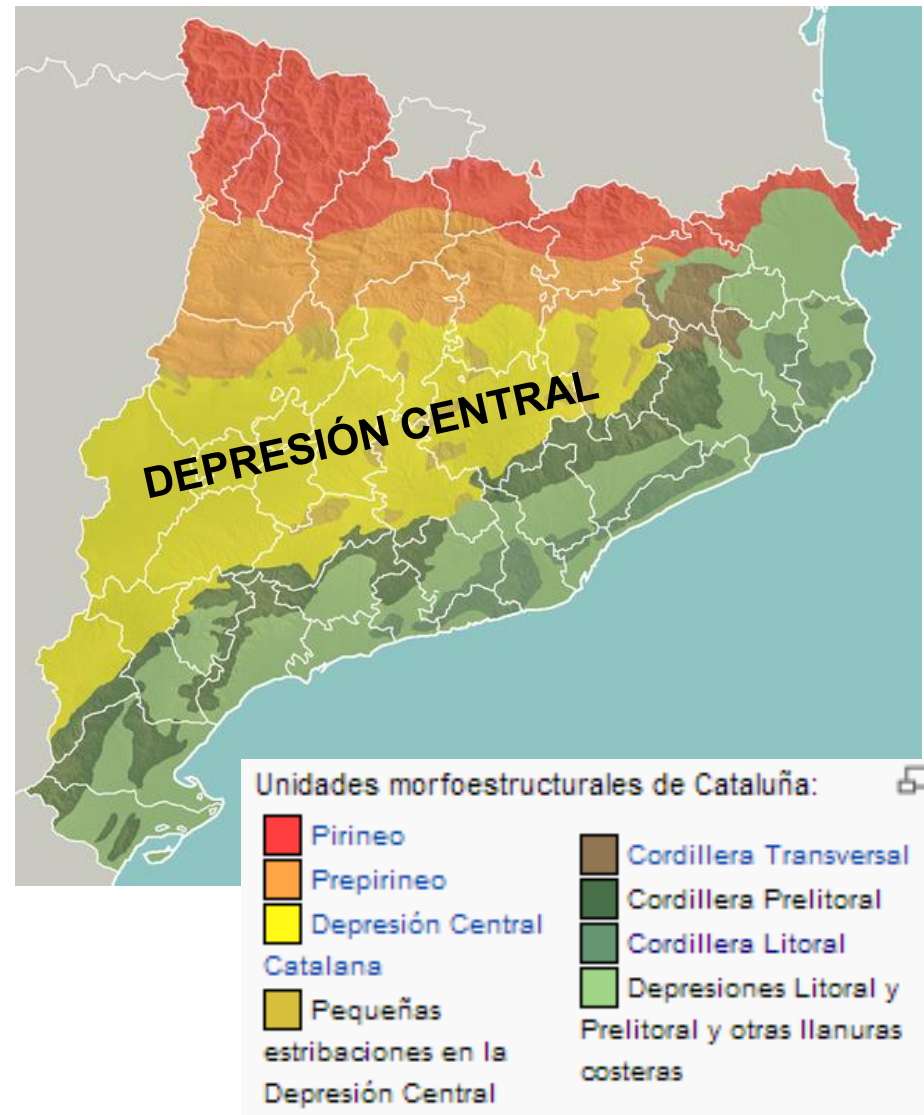 DEPRESIÓN CENTRAL
Unidades morfoestructurales de Cataluña:
Pirineo
Prepirineo
Depresión Central
Catalana
Pequeñas
estribaciones en la
Depresión Central
Cordillera Transversal
Cordillera Prelitoral
Cordillera Litoral
Depresiones Litoral y
Prelitoral y otras llanuras
costeras